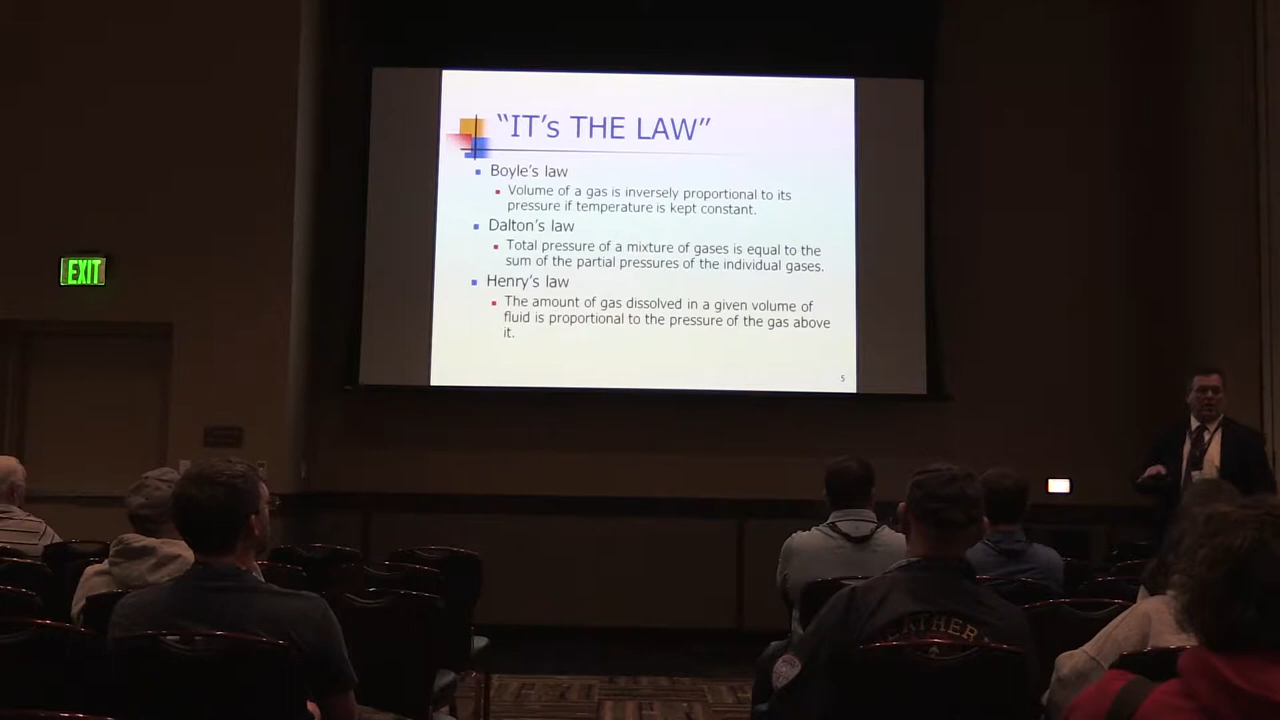 "IT's THE LAW"
Boyle's law
Volume of a gas is inversely proportional to its
pressure if temperature is kept constant.
Dalton's law
Total pressure of a mixture of gases is equal to the
sum of the partial pressures of the individual gases.
Henry's law
The amount of gas dissolved in a given volume of
fluid is proportional to the pressure of the gas above
it.
5
EXIT